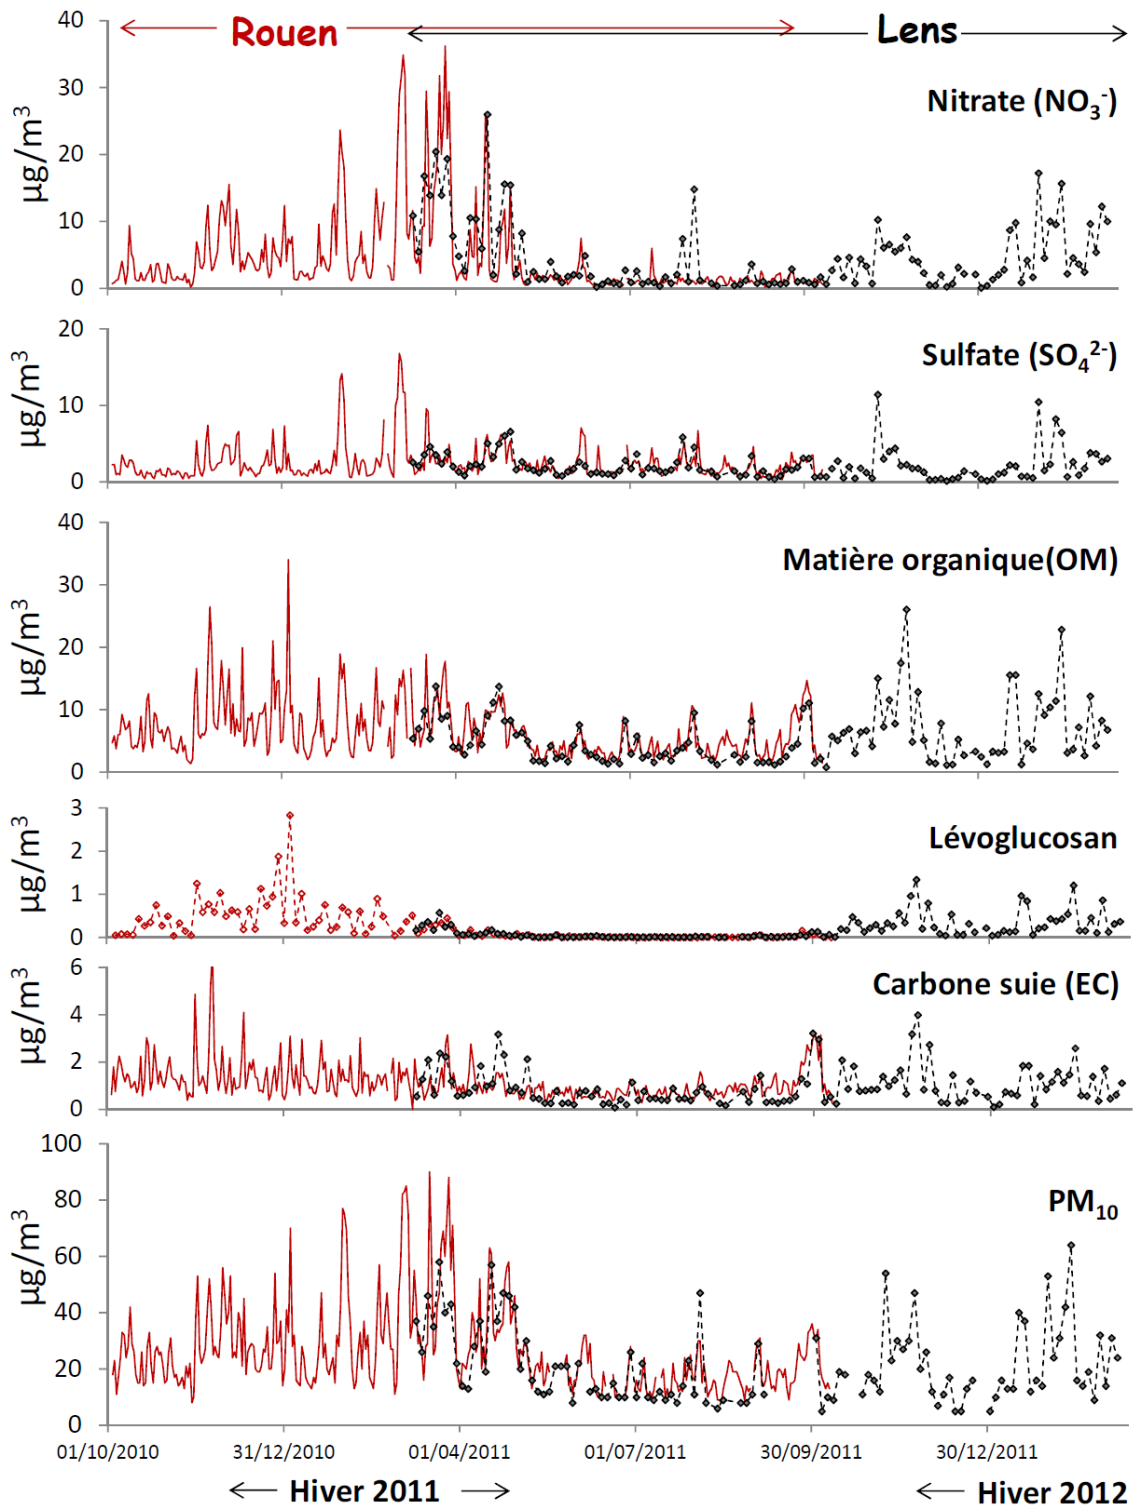 Rouen Lens
40
30
20
10
0
µg/m³
Nitrate (NO₃⁻)
20
10
0
µg/m³
Sulfate (SO₄²⁻)
40
30
20
10
0
µg/m³
Matière organique(OM)
3
2
1
0
µg/m³
Lévoglucosan
6
4
2
0
µg/m³
Carbone suie (EC)
100
80
60
40
20
0
µg/m³
PM₁₀
01/10/2010 31/12/2010 01/04/2011 01/07/2011 30/09/2011 30/12/2011
Hiver 2011 Hiver 2012